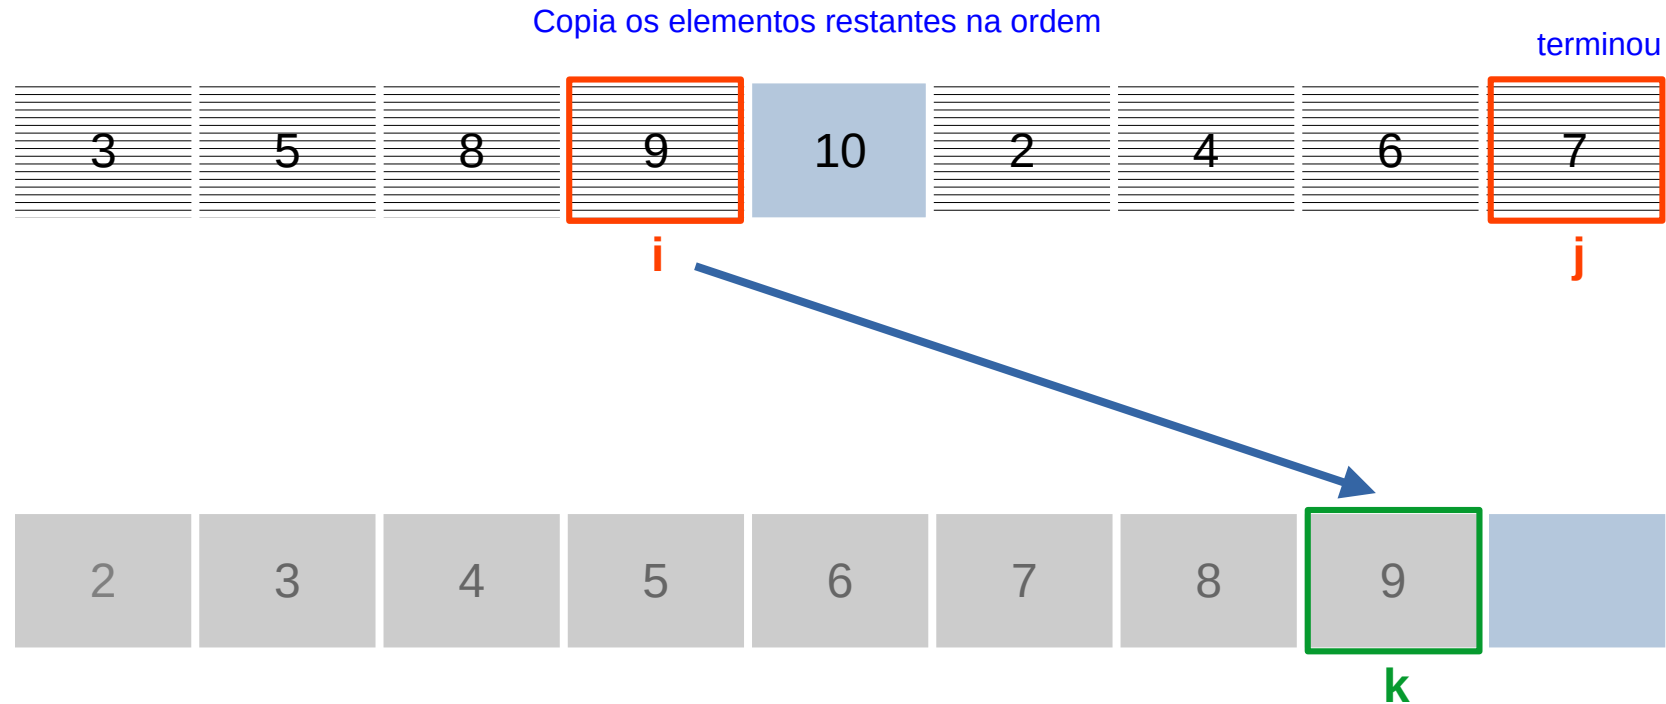 Copia os elementos restantes na ordem
terminou
3 5 8 9 10 2 4 6 7
i j
2 3 4 5 6 7 8 9
k